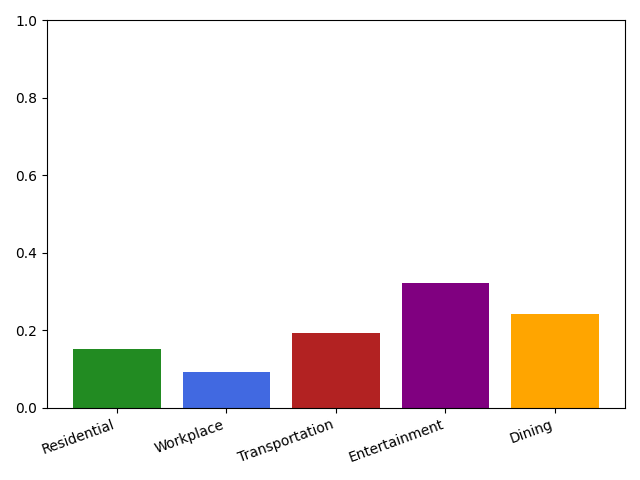 1.0
0.8
0.6
0.4
0.2
0.0
Residential
Workplace
Transportation
Entertainment
Dining